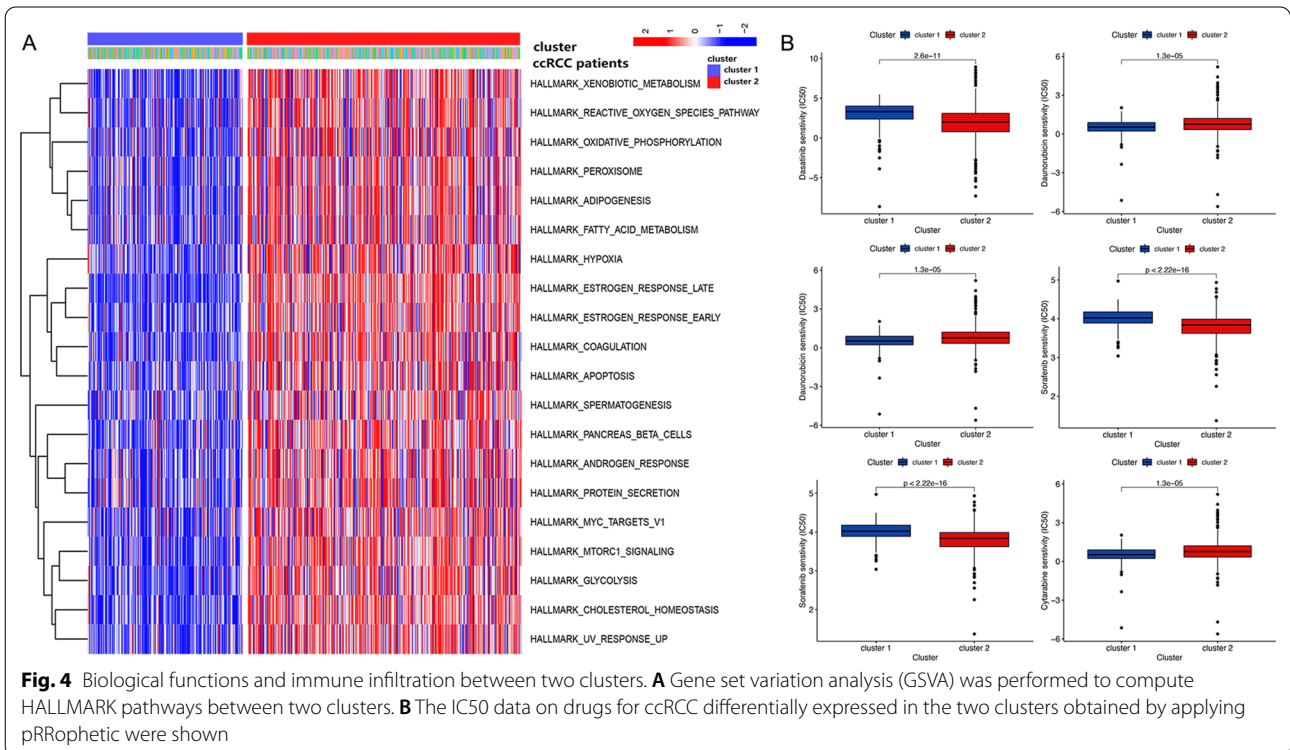 A
2
1
0
-1
-2
cluster
ccRCC patients
cluster
cluster 1
cluster 2
HALLMARK_XENOBIOTIC_METABOLISM
HALLMARK_REACTIVE_OXYGEN_SPECIES_PATHWAY
HALLMARK_OXIDATIVE_PHOSPHORYLATION
HALLMARK_PEROXISOME
HALLMARK_ADIPOGENESIS
HALLMARK_FATTY_ACID_METABOLISM
HALLMARK_HYPOXIA
HALLMARK_ESTROGEN_RESPONSE_LATE
HALLMARK_ESTROGEN_RESPONSE_EARLY
HALLMARK_COAGULATION
HALLMARK_APOPTOSIS
HALLMARK_SPERMATOGENESIS
HALLMARK_PANCREAS_BETA_CELLS
HALLMARK_ANDROGEN_RESPONSE
HALLMARK_PROTEIN_SECRETION
HALLMARK_MYC_TARGETS_V1
HALLMARK_MTORC1_SIGNALING
HALLMARK_GLYCOLYSIS
HALLMARK_CHOLESTEROL_HOMEOSTASIS
HALLMARK_UV_RESPONSE_UP
B
Cluster cluster 1 cluster 2
2.6e-11
Dasatinib senstivity (IC50)
10
5
0
−5
cluster 1 cluster 2
Cluster
Cluster cluster 1 cluster 2
1.3e-05
Daunorubicin senstivity (IC50)
6
3
0
−3
−6
cluster 1 cluster 2
Cluster
Cluster cluster 1 cluster 2
1.3e-05
Daunorubicin senstivity (IC50)
6
3
0
−3
−6
cluster 1 cluster 2
Cluster
Cluster cluster 1 cluster 2
p < 2.22e-16
Sorafenib senstivity (IC50)
5
4
3
2
cluster 1 cluster 2
Cluster
Cluster cluster 1 cluster 2
p < 2.22e-16
Sorafenib senstivity (IC50)
5
4
3
2
cluster 1 cluster 2
Cluster
Cluster cluster 1 cluster 2
1.3e-05
Cytarabine senstivity (IC50)
6
3
0
−3
−6
cluster 1 cluster 2
Cluster
Fig. 4 Biological functions and immune infiltration between two clusters. A Gene set variation analysis (GSVA) was performed to compute
HALLMARK pathways between two clusters. B The IC50 data on drugs for ccRCC differentially expressed in the two clusters obtained by applying
pRRophetic were shown